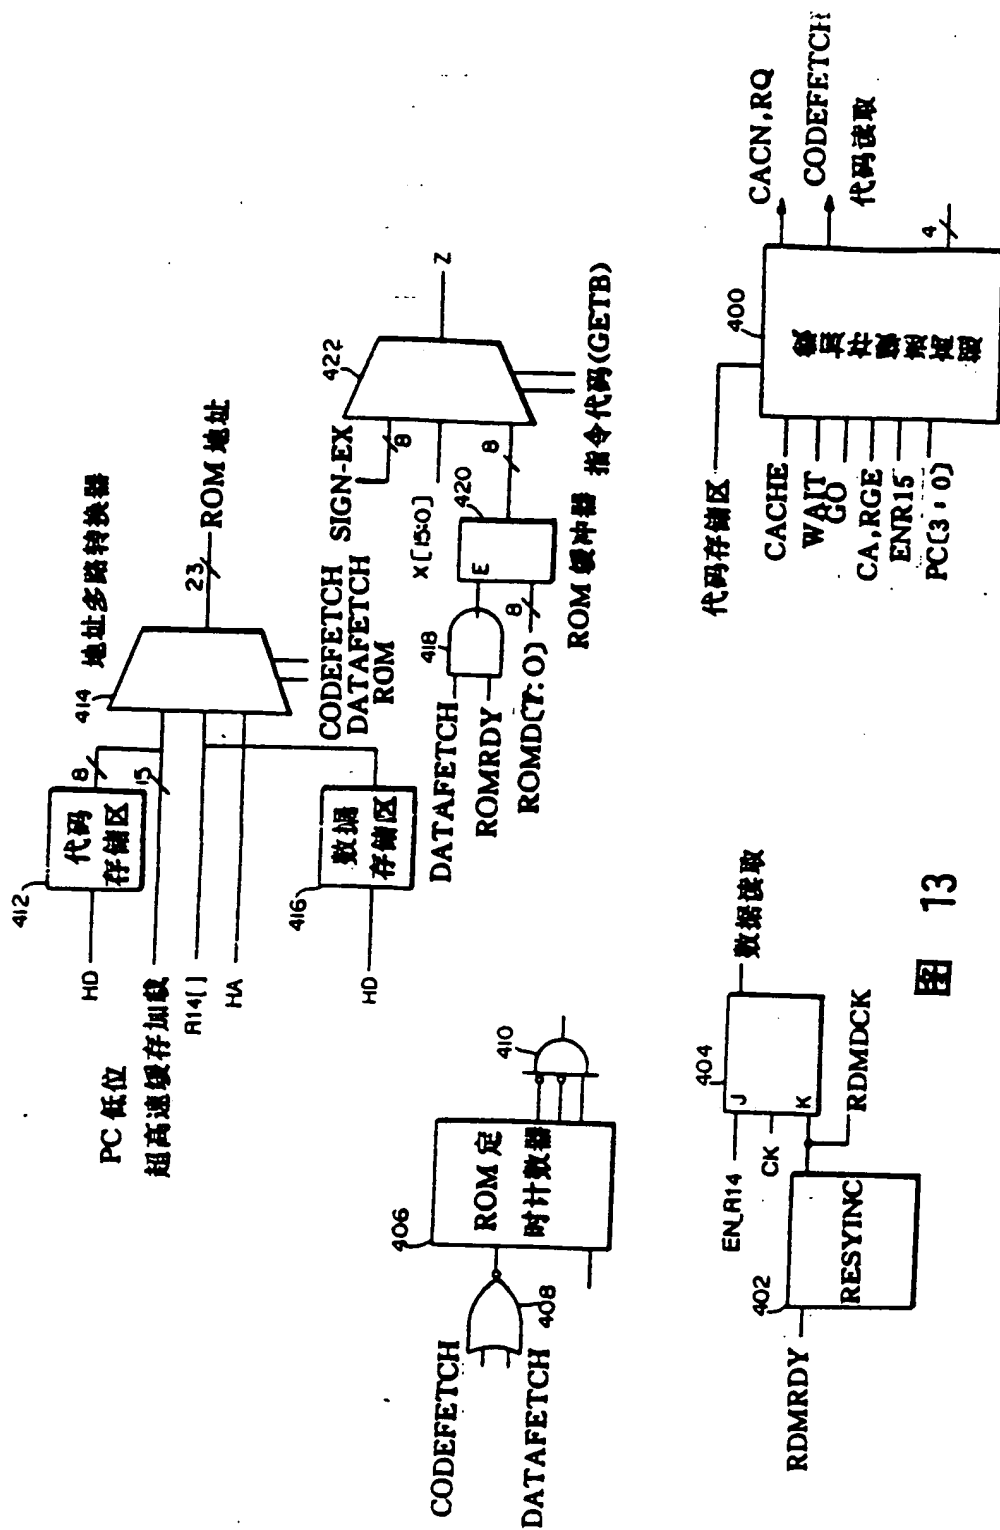 412
代码
存储区
8
HD
PC 低位
超高速缓存加载
15
R14[]
HA
414
地址多路转换器
23
ROM 地址
CODEFETCH
DATAFETCH
ROM
416
数据
存储区
HD
SIGN-EX
8
X[15:0]
422
Z
DATAFETCH
ROMRDY
418
E
420
8
ROMD(7:0)
8
ROM 缓冲器
指令代码(GETB)
CODEFETCH
DATAFETCH
408
406
ROM 定
时计数器
410
EN_R14
CK
404
J
K
数据读取
RDMRDY
402
RESYINC
RDMDCK
代码存储区
400
CACHE
WAIT
GO
CA,RGE
ENR15
PC[3:0)
CACN,RQ
CODEFETCH
代码读取
4
图 13